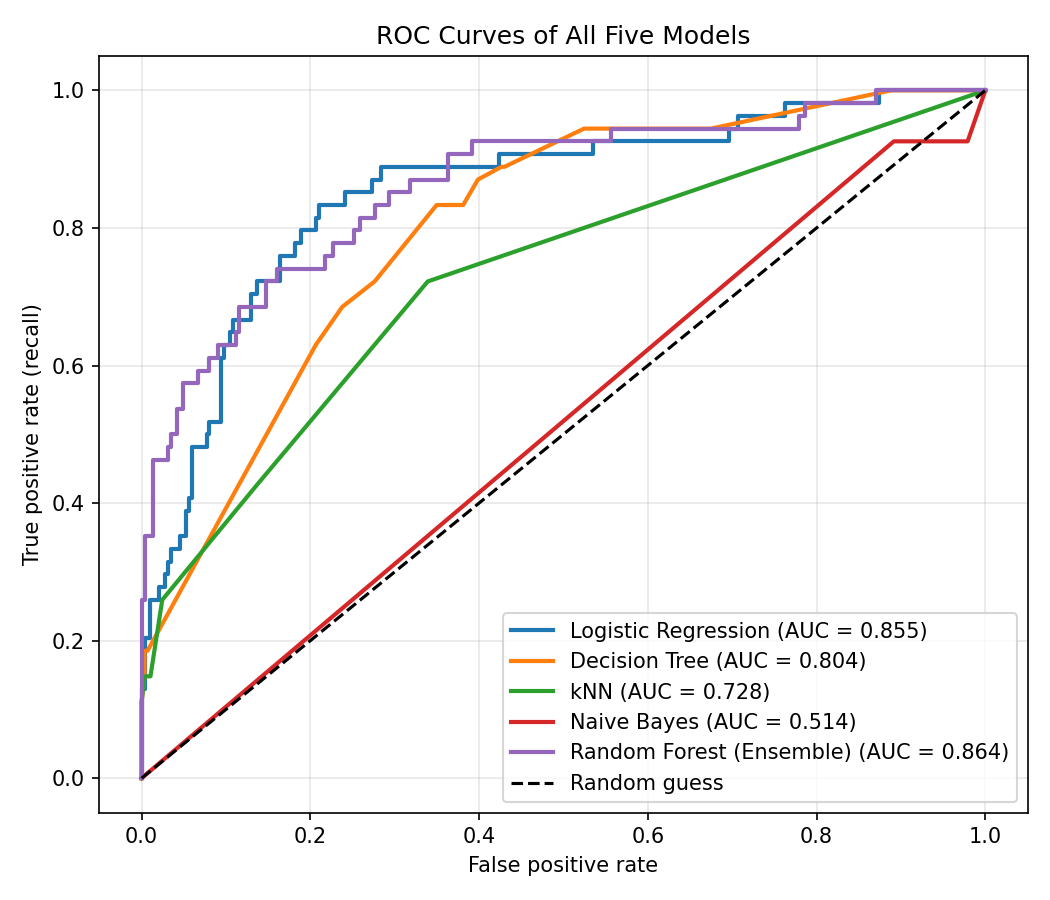 ROC Curves of All Five Models
True positive rate (recall)
1.0
0.8
0.6
0.4
0.2
0.0
0.0 0.2 0.4 0.6 0.8 1.0
False positive rate
Logistic Regression (AUC = 0.855)
Decision Tree (AUC = 0.804)
kNN (AUC = 0.728)
Naive Bayes (AUC = 0.514)
Random Forest (Ensemble) (AUC = 0.864)
Random guess